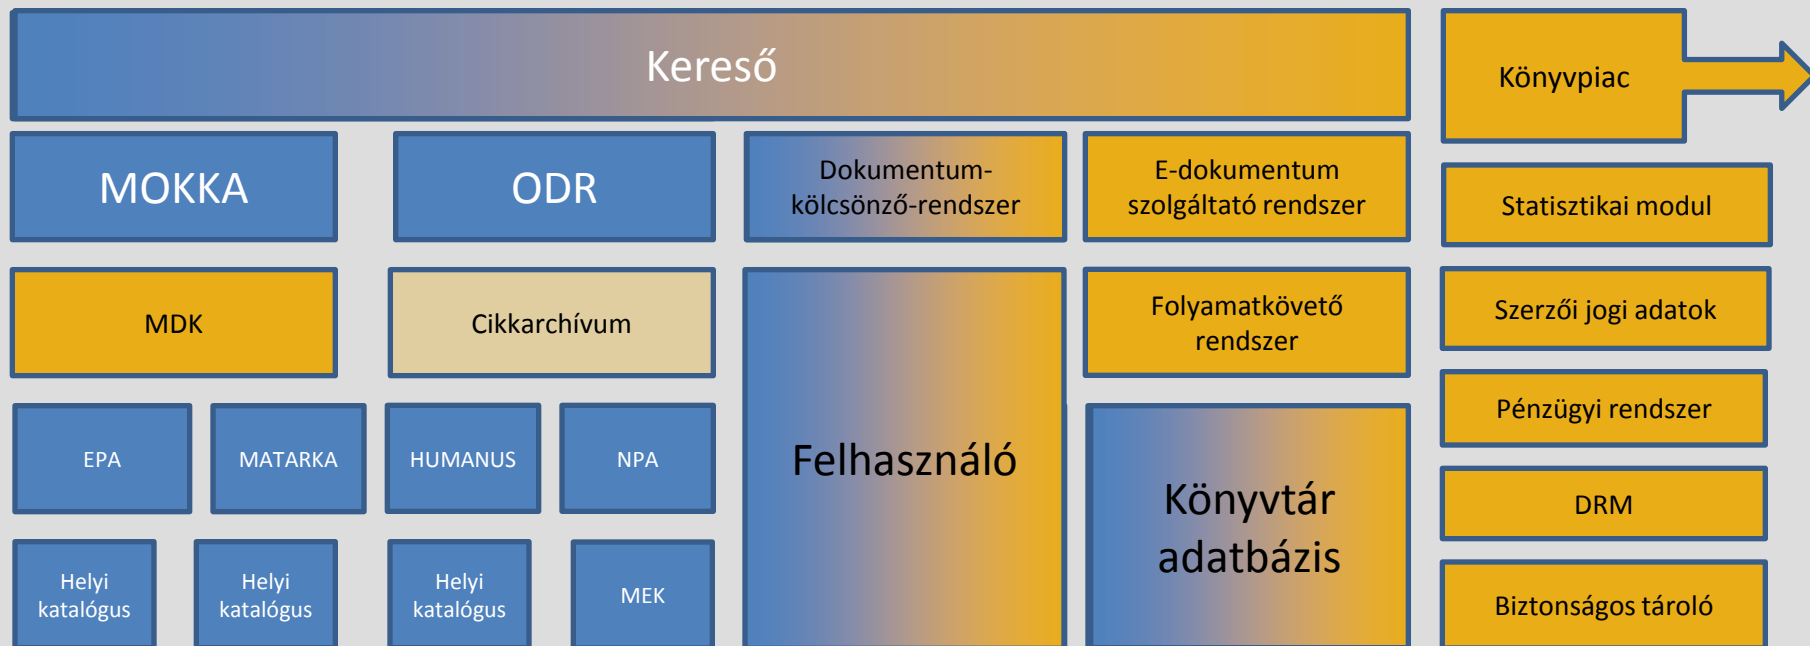 Kereső
Könyvpiac
MOKKA
ODR
Dokumentum-
kölcsönző-rendszer
E-dokumentum
szolgáltató rendszer
Statisztikai modul
MDK
Cikkarchívum
Folyamatkövető
rendszer
Szerzői jogi adatok
Pénzügyi rendszer
EPA
MATARKA
HUMANUS
NPA
Felhasználó
Könyvtár
adatbázis
DRM
Helyi
katalógus
Helyi
katalógus
Helyi
katalógus
MEK
Biztonságos tároló